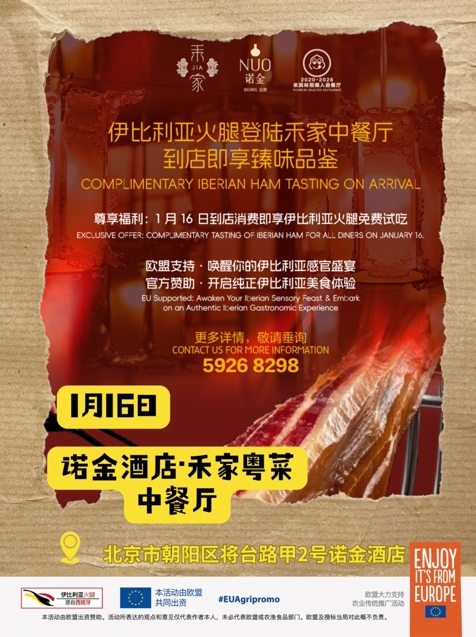 禾家
JIA
NUO
诺金
BEIJING 北京
2020-2026
米其林指南入选餐厅
伊比利亚火腿登陆禾家中餐厅
到店即享臻味品鉴
COMPLIMENTARY IBERIAN HAM TASTING ON ARRIVAL
尊享福利：1月16日到店消费即享伊比利亚火腿免费试吃
EXCLUSIVE OFFER: COMPLIMENTARY TASTING OF IBERIAN HAM FOR ALL DINERS ON JANUARY 16.
欧盟支持·唤醒你的伊比利亚感官盛宴
官方赞助·开启纯正伊比利亚美食体验
EU Supported: Awaken Your Iberian Sensory Feast & Embark
on an Authentic Iberian Gastronomic Experience
更多详情，敬请垂询
CONTACT US FOR MORE INFORMATION
5926 8298
1月16日
诺金酒店·禾家粤菜
中餐厅
北京市朝阳区将台路甲2号诺金酒店
ENJOY
IT'S FROM
EUROPE
伊比利亚火腿
源自西班牙
本活动由欧盟
共同出资
#EUAgripromo
欧盟大力支持
农业传统推广活动
本活动由欧盟出资。活动所表达的观点和意见仅代表作者本人，未必代表欧盟或农渔食品部门。欧盟及授标当局对此概不负责。